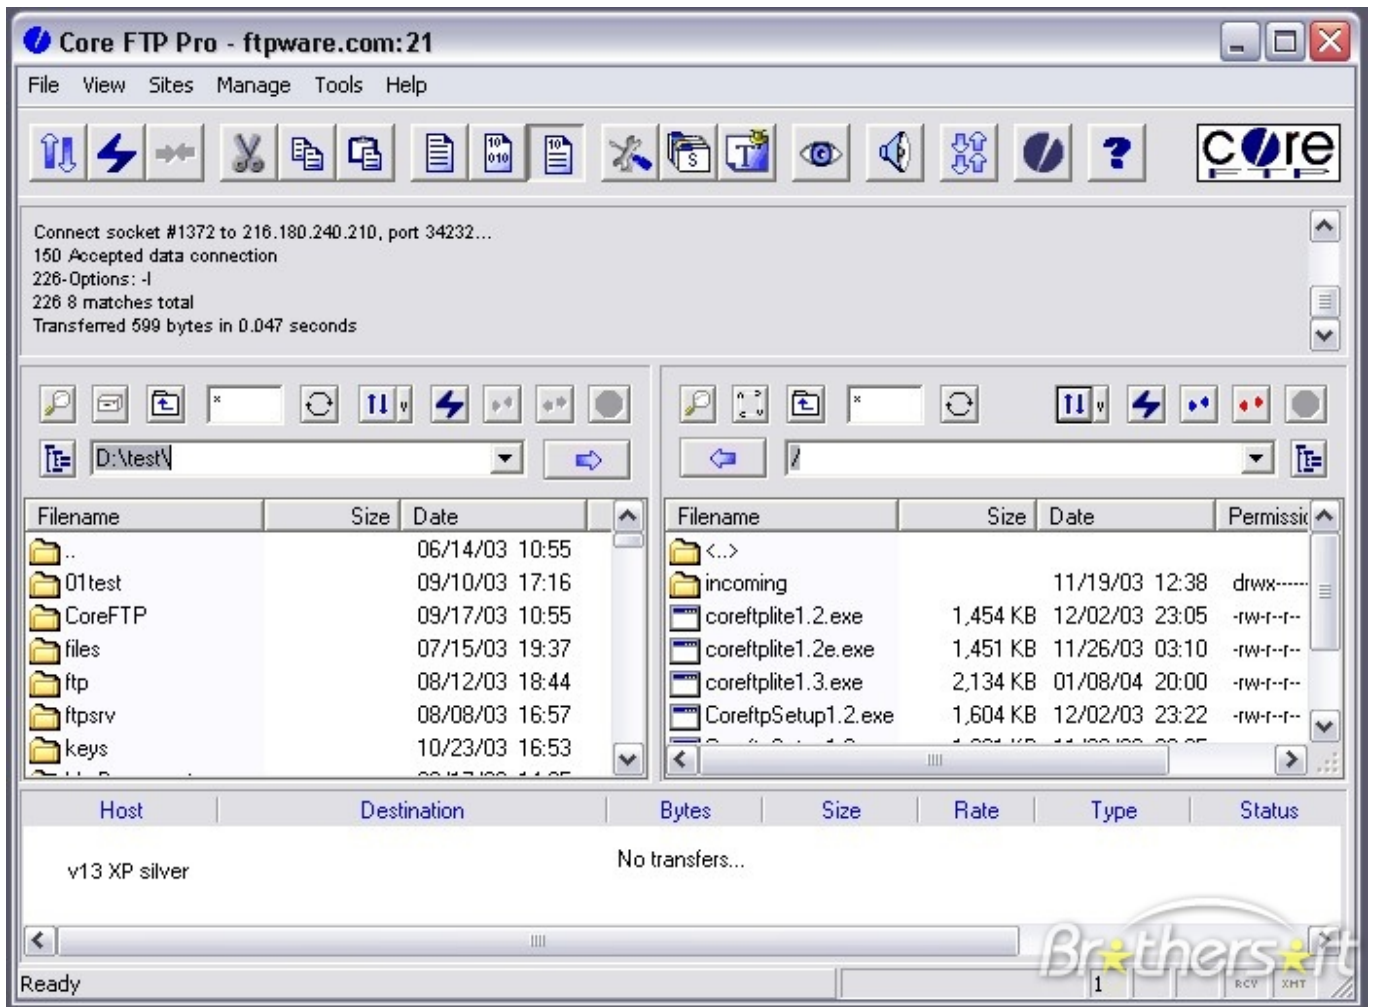 Core FTP Pro - ftpware.com:21
File View Sites Manage Tools Help
10 010
10
S
T
C
?
core
Connect socket #1372 to 216.180.240.210, port 34232...
150 Accepted data connection
226-Options: -l
226 8 matches total
Transferred 599 bytes in 0.047 seconds
*
*
D:\test\
/
Filename Size Date
.. 06/14/03 10:55
01test 09/10/03 17:16
CoreFTP 09/17/03 10:55
files 07/15/03 19:37
ftp 08/12/03 18:44
ftpsrv 08/08/03 16:57
keys 10/23/03 16:53
Filename Size Date Permissio
<..>
incoming 11/19/03 12:38 drwx------
coreftplite1.2.exe 1,454 KB 12/02/03 23:05 -rw-r--r--
coreftplite1.2e.exe 1,451 KB 11/26/03 03:10 -rw-r--r--
coreftplite1.3.exe 2,134 KB 01/08/04 20:00 -rw-r--r--
CoreftpSetup1.2.exe 1,604 KB 12/02/03 23:22 -rw-r--r--
Host Destination Bytes Size Rate Type Status
No transfers...
v13 XP silver
Brothersoft
Ready 1 RCV XMT